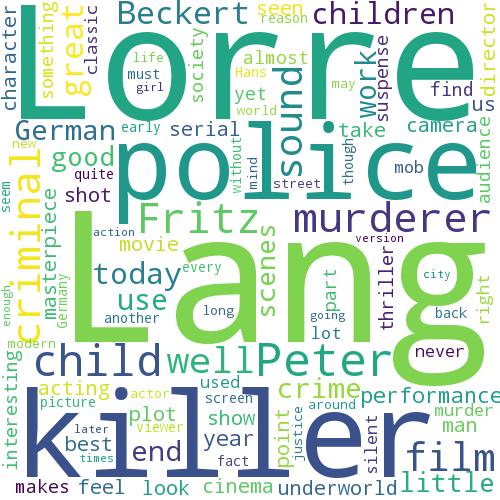 Beckert seen children
reason
character something great classic Lorre director
life must Hans girl society almost yet work suspense find us
world may
German early serial sound take camera audience
new good quite shot without mind street though mob
seem criminal masterpiece police
Fritz murderer
action movie scenes version
Germany today every part thriller city right
another use long going lot back
enough modern Lang never
child well Peter
interesting acting used crime performance
picture actor screen around murder
killer plot show point justice man
later viewer year silent film
times best end fact
makes feel look cinema underworld little